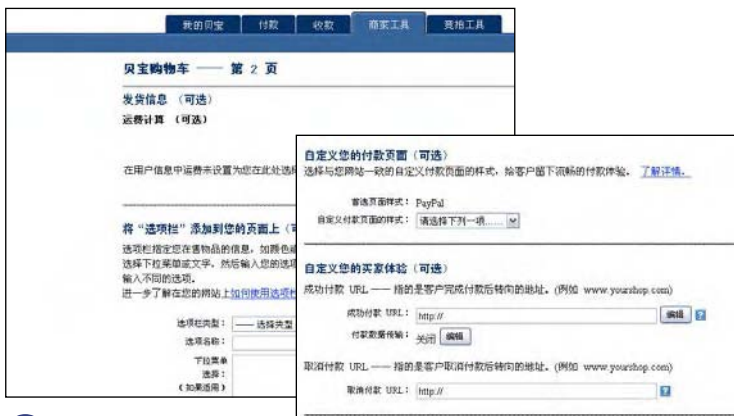 我的贝宝 付款 收款 商家工具 竞拍工具
贝宝购物车 —— 第 2 页
发货信息 （可选）
运费计算 （可选）
在用户信息中运费未设置为您在此处选择
将“选项栏”添加到您的页面上（可
选项栏指定您在售物品的信息，如颜色或
选择下拉菜单或文字，然后输入您的选项
输入不同的选项。
进一步了解在您的网站上如何使用选项栏
选项栏类型： —— 选择类型
选项名称：
下拉菜单
选择：
（如果适用）
自定义您的付款页面（可选）
选择与您网站一致的自定义付款页面的样式，给客户留下流畅的付款体验。 了解详情。
首选页面样式： PayPal
自定义付款页面的样式： 请选择下列一项......
自定义您的买家体验（可选）
成功付款 URL —— 指的是客户完成付款后转向的地址。(例如 www.yourshop.com)
成功付款 URL： http:// 编辑 ?
付款数据传输： 关闭 编辑
取消付款 URL —— 指的是客户取消付款后转向的地址。(例如 www.yourshop.com)
取消付款 URL： http:// ?